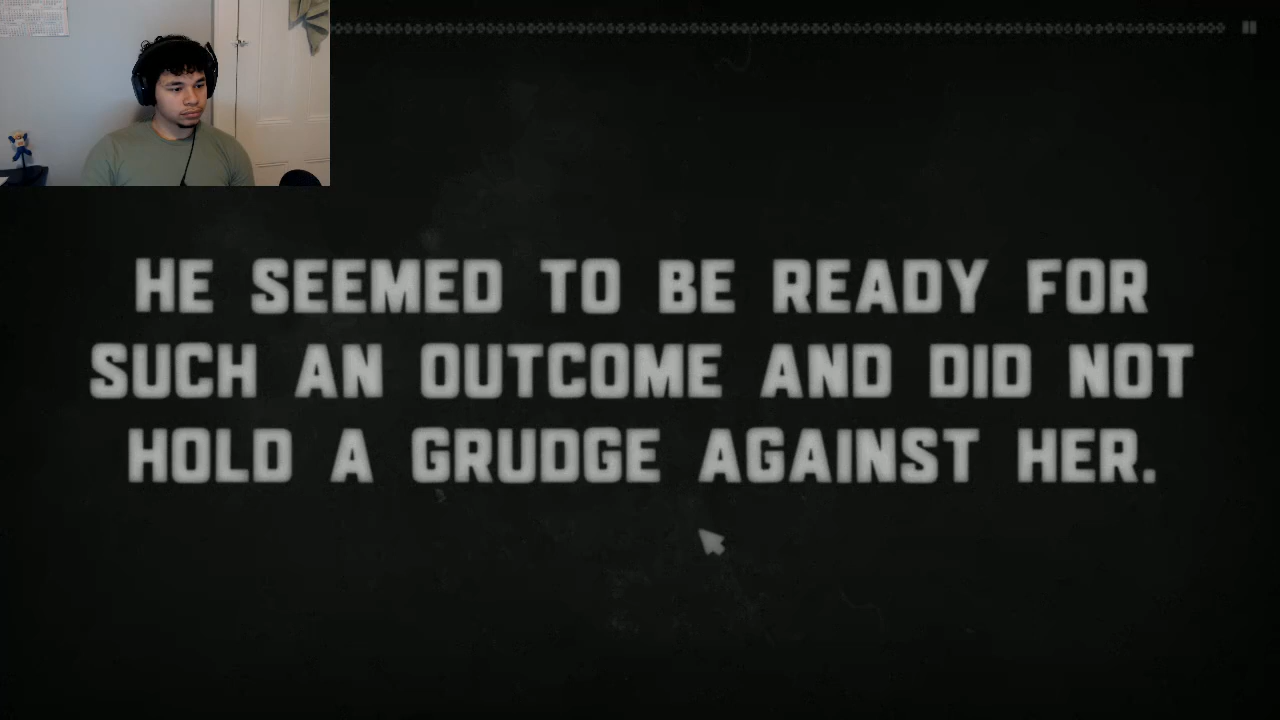 HE SEEMED TO BE READY FOR
SUCH AN OUTCOME AND DID NOT
HOLD A GRUDGE AGAINST HER.